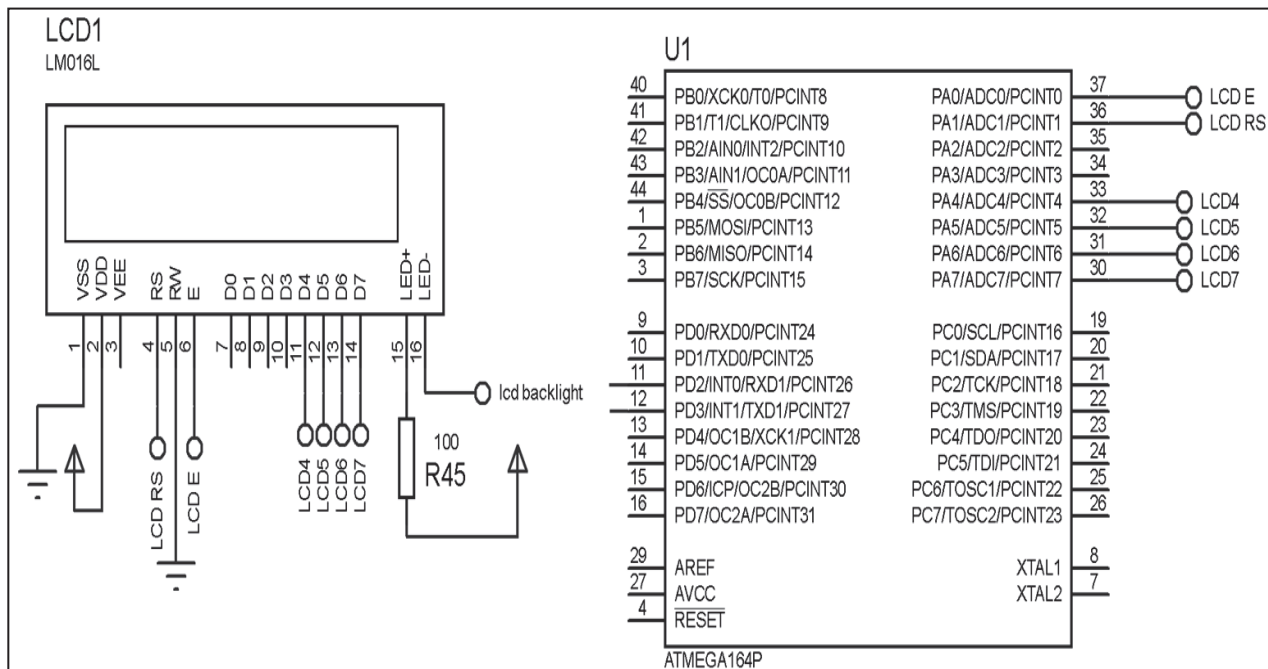 LCD1
LM016L
VSS
VDD
VEE
RS
RW
E
D0
D1
D2
D3
D4
D5
D6
D7
LED+
LED-
1
2
3
4
5
6
7
8
9
10
11
12
13
14
15
16
LCD RS
LCD E
LCD4
LCD5
LCD6
LCD7
lcd backlight
100
R45
U1
40 PB0/XCK0/T0/PCINT8 PA0/ADC0/PCINT0 37 LCD E
41 PB1/T1/CLKO/PCINT9 PA1/ADC1/PCINT1 36 LCD RS
42 PB2/AIN0/INT2/PCINT10 PA2/ADC2/PCINT2 35
43 PB3/AIN1/OC0A/PCINT11 PA3/ADC3/PCINT3 34
44 PB4/SS/OC0B/PCINT12 PA4/ADC4/PCINT4 33 LCD4
1 PB5/MOSI/PCINT13 PA5/ADC5/PCINT5 32 LCD5
2 PB6/MISO/PCINT14 PA6/ADC6/PCINT6 31 LCD6
3 PB7/SCK/PCINT15 PA7/ADC7/PCINT7 30 LCD7
9 PD0/RXD0/PCINT24 PC0/SCL/PCINT16 19
10 PD1/TXD0/PCINT25 PC1/SDA/PCINT17 20
11 PD2/INT0/RXD1/PCINT26 PC2/TCK/PCINT18 21
12 PD3/INT1/TXD1/PCINT27 PC3/TMS/PCINT19 22
13 PD4/OC1B/XCK1/PCINT28 PC4/TDO/PCINT20 23
14 PD5/OC1A/PCINT29 PC5/TDI/PCINT21 24
15 PD6/ICP/OC2B/PCINT30 PC6/TOSC1/PCINT22 25
16 PD7/OC2A/PCINT31 PC7/TOSC2/PCINT23 26
29 AREF XTAL1 8
27 AVCC XTAL2 7
4 RESET
ATMEGA164P